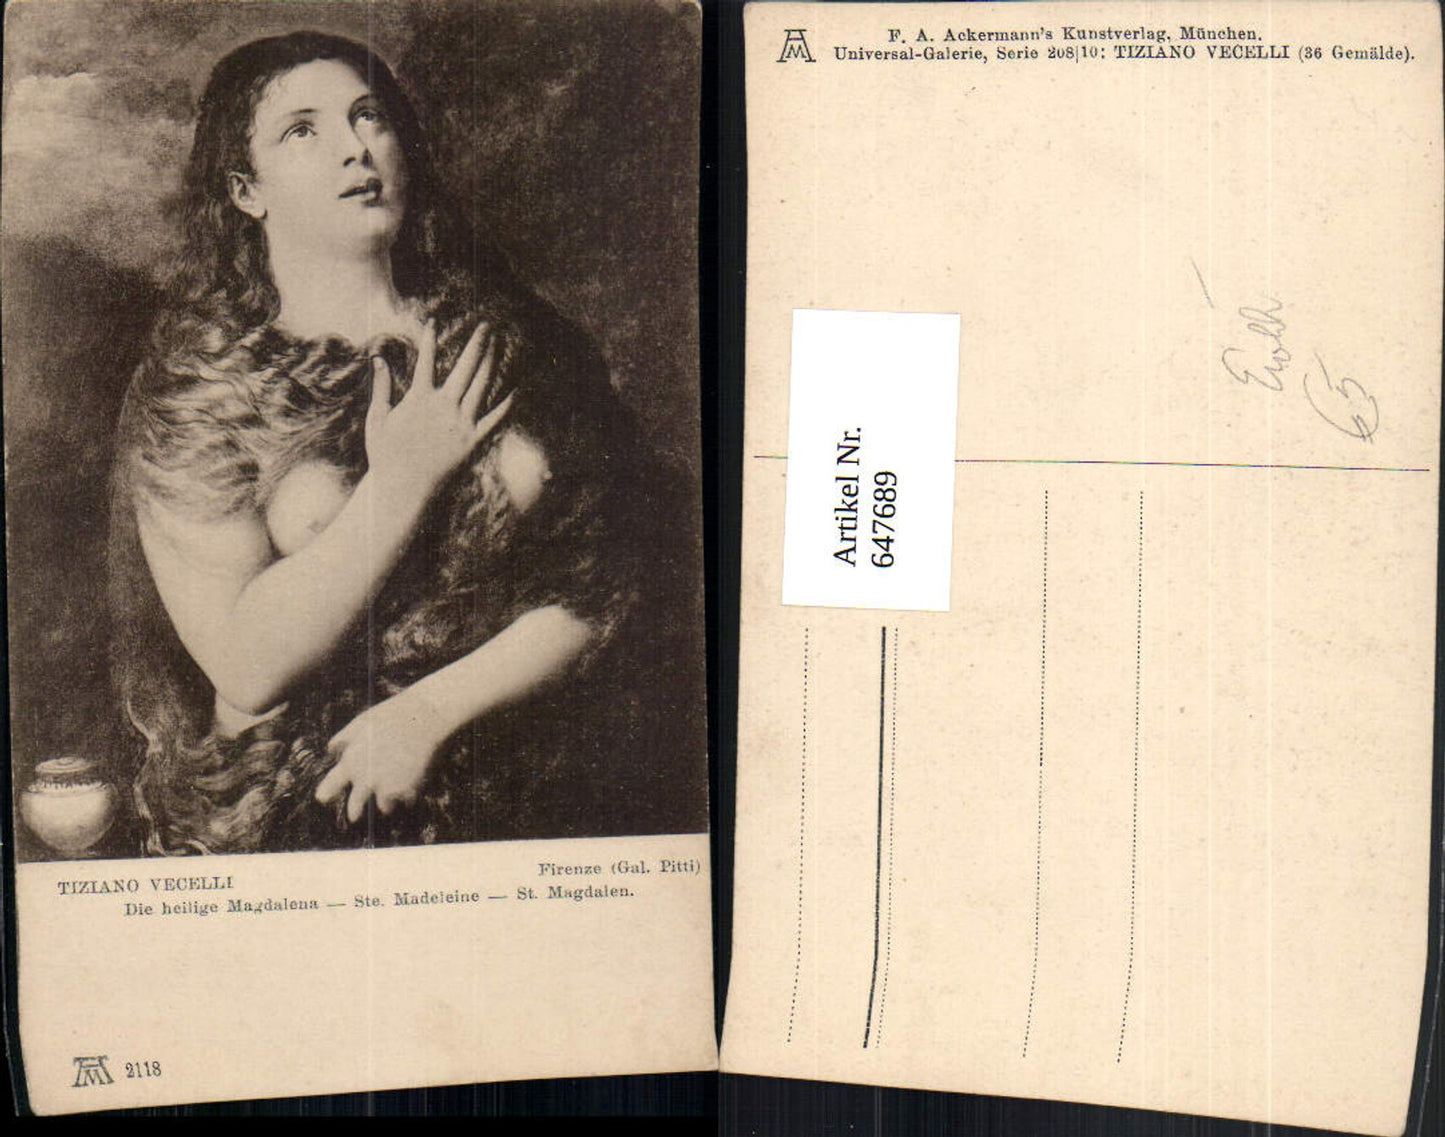 TIZIANO VECELLI
Firenze (Gal. Pitti)
Die heilige Magdalena — Ste. Madeleine — St. Magdalen.
2118
F. A. Ackermann's Kunstverlag, München.
Universal-Galerie, Serie 208|10: TIZIANO VECELLI (36 Gemälde).
Artikel Nr.
647689
65